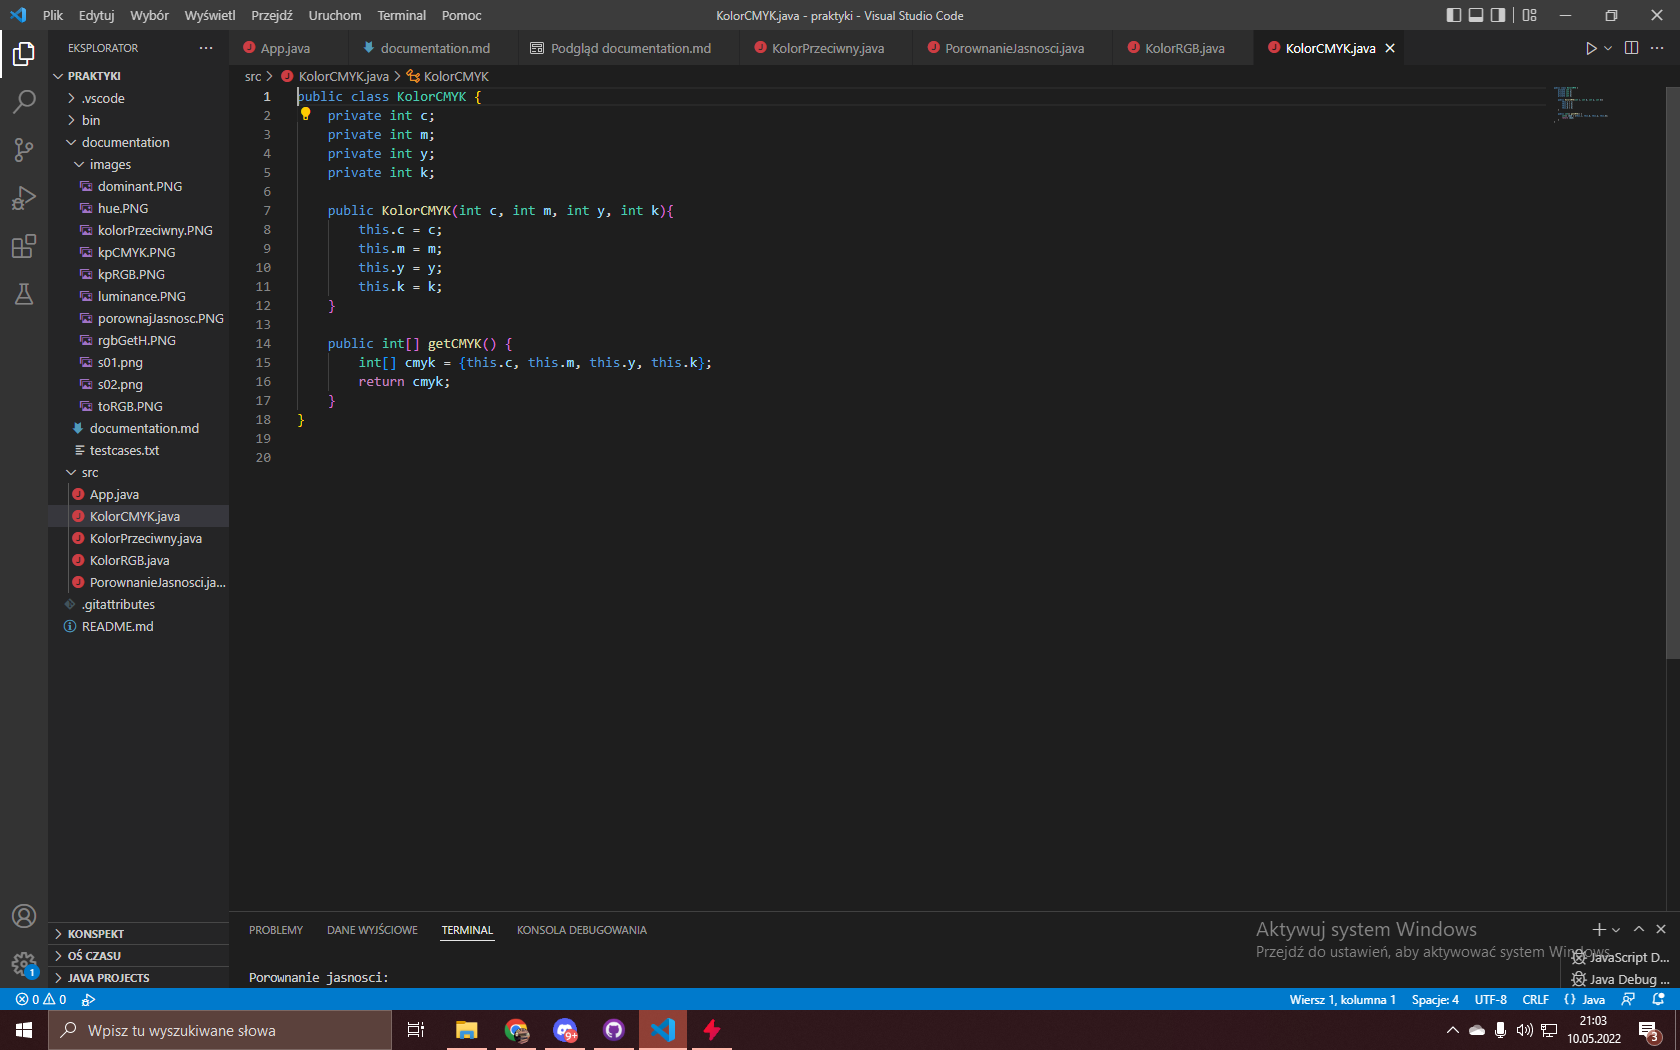 Plik Edytuj Wybór Wyświetl Przejdź Uruchom Terminal Pomoc
KolorCMYK.java - praktyki - Visual Studio Code
EKSPLORATOR
App.java documentation.md Podgląd documentation.md KolorPrzeciwny.java PorownanieJasnosci.java KolorRGB.java KolorCMYK.java
src > KolorCMYK.java > KolorCMYK
PRAKTYKI
.vscode
bin
documentation
images
dominant.PNG
hue.PNG
kolorPrzeciwny.PNG
kpCMYK.PNG
kpRGB.PNG
luminance.PNG
porownajJasnosc.PNG
rgbGetH.PNG
s01.png
s02.png
toRGB.PNG
documentation.md
testcases.txt
src
App.java
KolorCMYK.java
KolorPrzeciwny.java
KolorRGB.java
PorownanieJasnosci.ja...
.gitattributes
README.md
KONSPEKT
OŚ CZASU
JAVA PROJECTS
1 public class KolorCMYK {
2 private int c;
3 private int m;
4 private int y;
5 private int k;
6
7 public KolorCMYK(int c, int m, int y, int k){
8 this.c = c;
9 this.m = m;
10 this.y = y;
11 this.k = k;
12 }
13
14 public int[] getCMYK() {
15 int[] cmyk = {this.c, this.m, this.y, this.k};
16 return cmyk;
17 }
18 }
19
20
PROBLEMY DANE WYJŚCIOWE TERMINAL KONSOLA DEBUGOWANIA
Aktywuj system Windows
Przejdź do ustawień, aby aktywować system Windows.
Porownanie jasnosci:
JavaScript D...
Java Debug ...
1
0 0
Wiersz 1, kolumna 1 Spacje: 4 UTF-8 CRLF {} Java
Wpisz tu wyszukiwane słowa
9+
21:03
10.05.2022
3